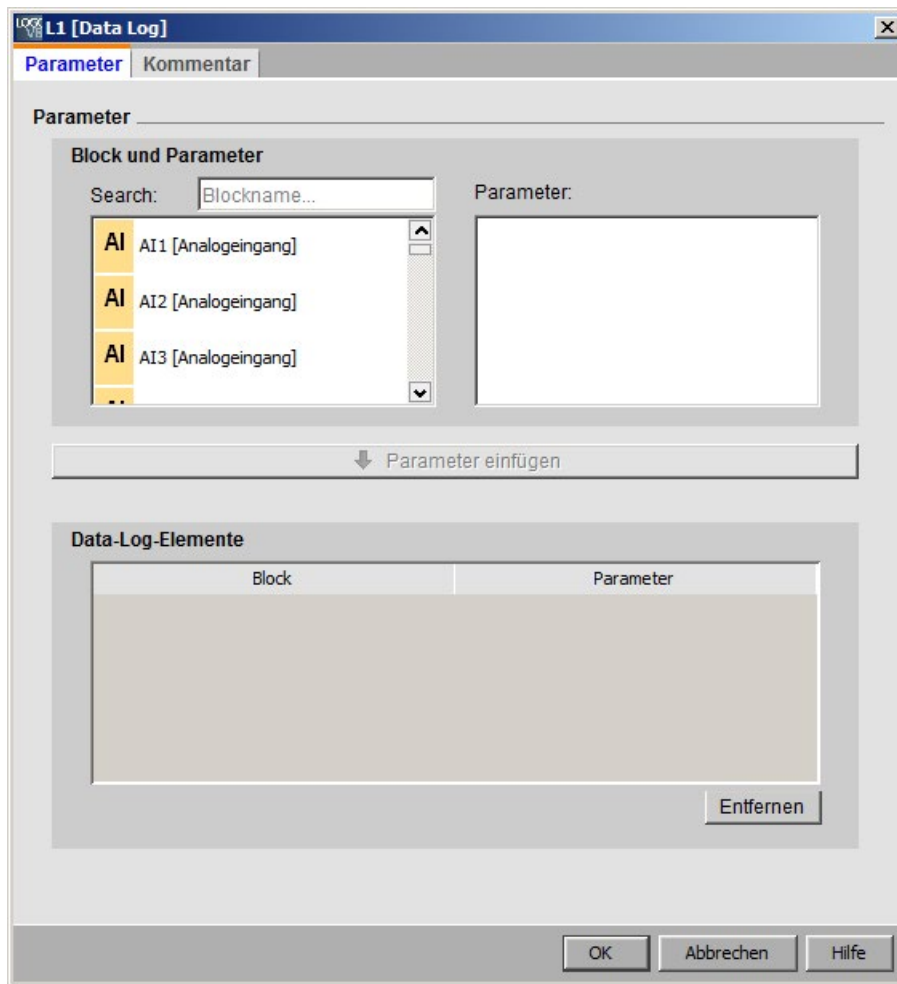 L1 [Data Log]
Parameter Kommentar
Parameter
Block und Parameter
Search: Blockname... Parameter:
AI AI1 [Analogeingang]
AI AI2 [Analogeingang]
AI AI3 [Analogeingang]
Parameter einfügen
Data-Log-Elemente
Block Parameter
Entfernen
OK Abbrechen Hilfe